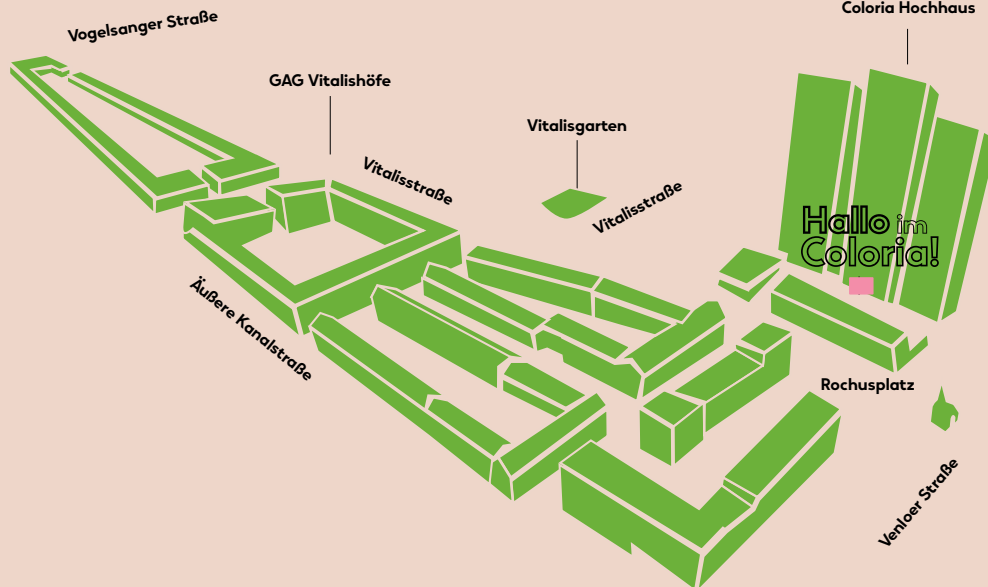 Coloria Hochhaus
Vogelsanger Straße
GAG Vitalishöfe
Vitalisgarten
Vitalisstraße
Vitalisstraße
Hallo im
Coloria!
Äußere Kanalstraße
Rochusplatz
Venloer Straße